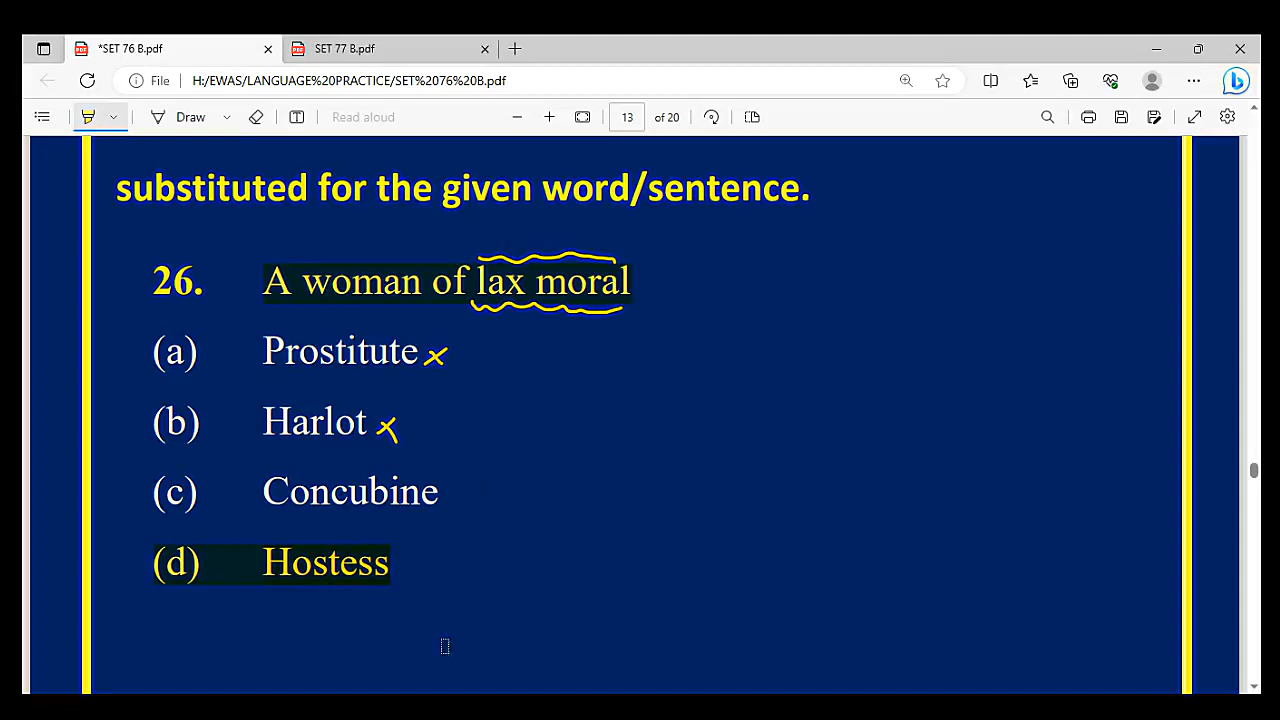 *SET 76 B.pdf
SET 77 B.pdf
File
H:/EWAS/LANGUAGE%20PRACTICE/SET%2076%20B.pdf
Draw
Read aloud
13 of 20
substituted for the given word/sentence.
26. A woman of lax moral
(a) Prostitute
(b) Harlot
(c) Concubine
(d) Hostess